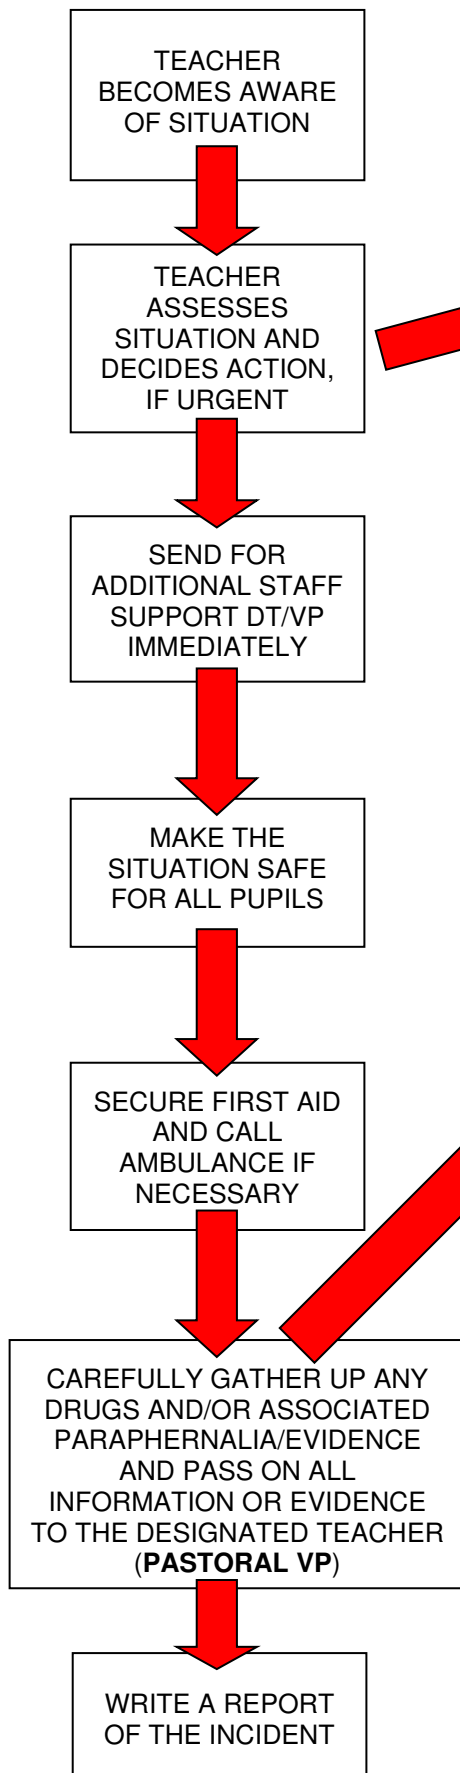 TEACHER
BECOMES AWARE
OF SITUATION
TEACHER
ASSESSES
SITUATION AND
DECIDES ACTION,
IF URGENT
SEND FOR
ADDITIONAL STAFF
SUPPORT DT/VP
IMMEDIATELY
MAKE THE
SITUATION SAFE
FOR ALL PUPILS
SECURE FIRST AID
AND CALL
AMBULANCE IF
NECESSARY
CAREFULLY GATHER UP ANY
DRUGS AND/OR ASSOCIATED
PARAPHERNALIA/EVIDENCE
AND PASS ON ALL
INFORMATION OR EVIDENCE
TO THE DESIGNATED TEACHER
(PASTORAL VP)
WRITE A REPORT
OF THE INCIDENT